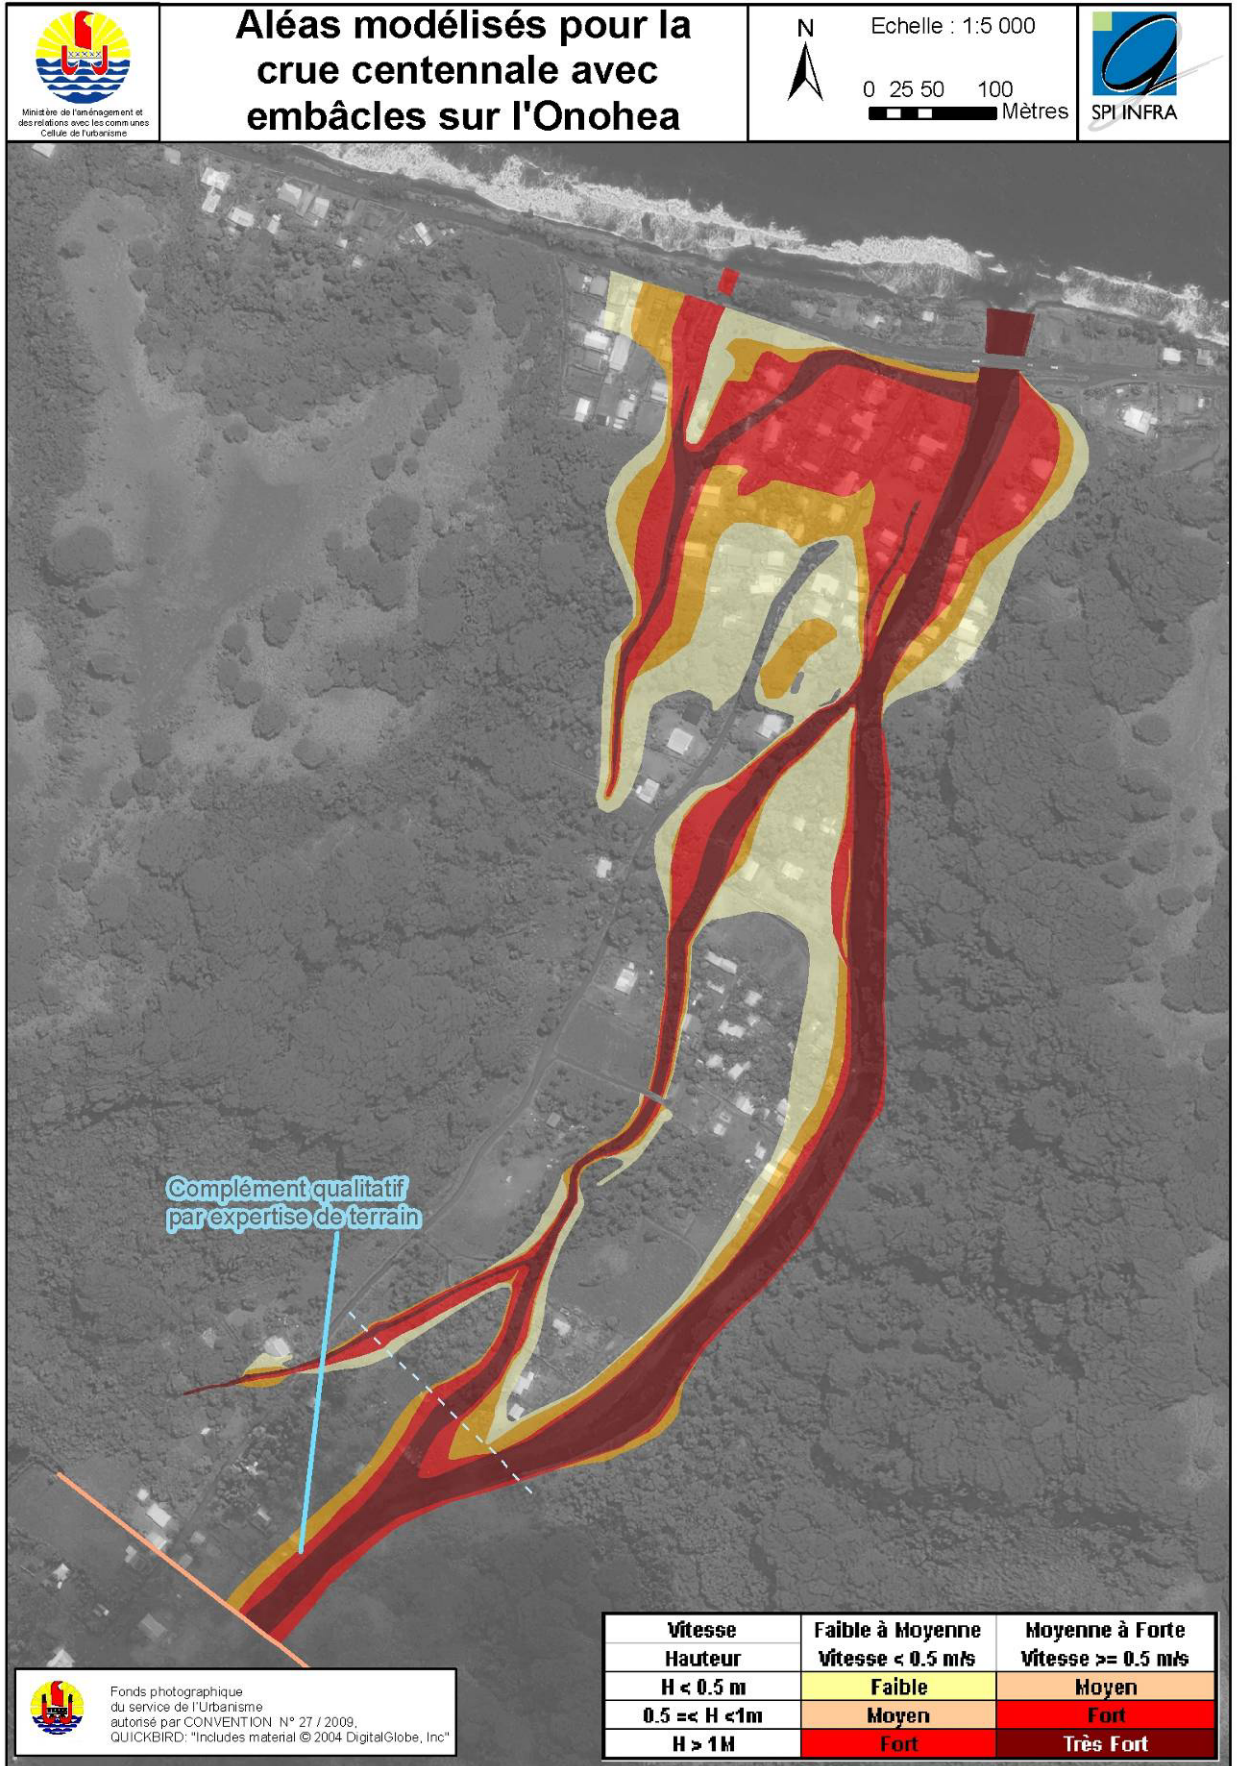 Ministère de l'aménagement et
des relations avec les communes
Cellule de l'urbanisme
Aléas modélisés pour la
crue centennale avec
embâcles sur l'Onohea
N
Echelle : 1:5 000
0 25 50 100
Mètres
SPI INFRA
Complément qualitatif
par expertise de terrain
Vitesse Faible à Moyenne Moyenne à Forte
Hauteur Vitesse < 0.5 m/s Vitesse >= 0.5 m/s
H < 0.5 m Faible Moyen
0.5 =< H <1m Moyen Fort
H > 1M Fort Très Fort
Fonds photographique
du service de l'Urbanisme
autorisé par CONVENTION N° 27 / 2009,
QUICKBIRD: "Includes material © 2004 DigitalGlobe, Inc"